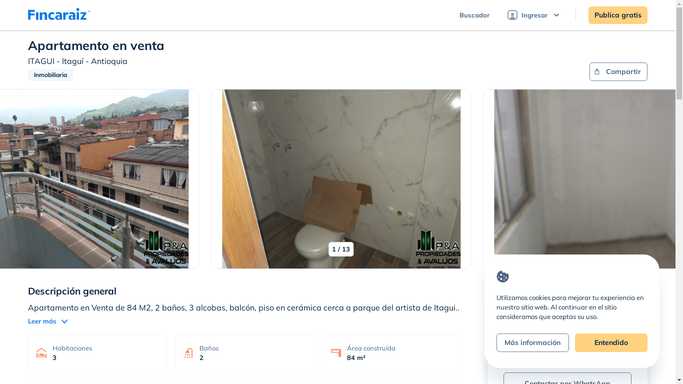 Fincaraiz
Buscador
Ingresar
Publica gratis
Apartamento en venta
ITAGUI - Itaguí - Antioquia
Inmobiliaria
Compartir
P&A
PROPIEDADES
& AVALUOS
1 / 13
P&A
PROPIEDADES
& AVALUOS
Descripción general
Apartamento en Venta de 84 M2, 2 baños, 3 alcobas, balcón, piso en cerámica cerca a parque del artista de Itagui..
Leer más
Habitaciones
3
Baños
2
Área construida
84 m²
Utilizamos cookies para mejorar tu experiencia en
nuestro sitio web. Al continuar en el sitio
consideramos que aceptas su uso.
Más información
Entendido
Contactar por WhatsApp